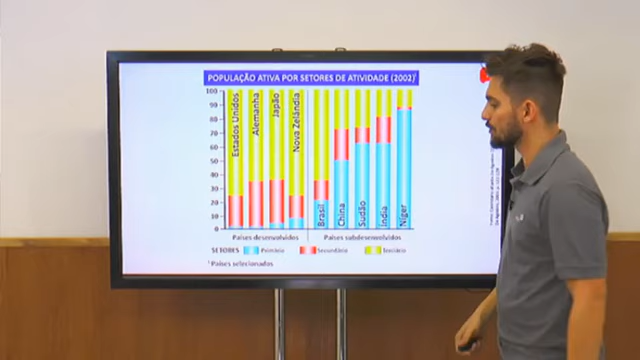 POPULAÇÃO ATIVA POR SETORES DE ATIVIDADE (2002)¹
100
90
80
70
60
50
40
30
20
10
0
Estados Unidos
Alemanha
Japão
Nova Zelândia
Brasil
China
Sudão
Índia
Níger
Países desenvolvidos
Países subdesenvolvidos
SETORES: Primário Secundário Terciário
¹ Países selecionados